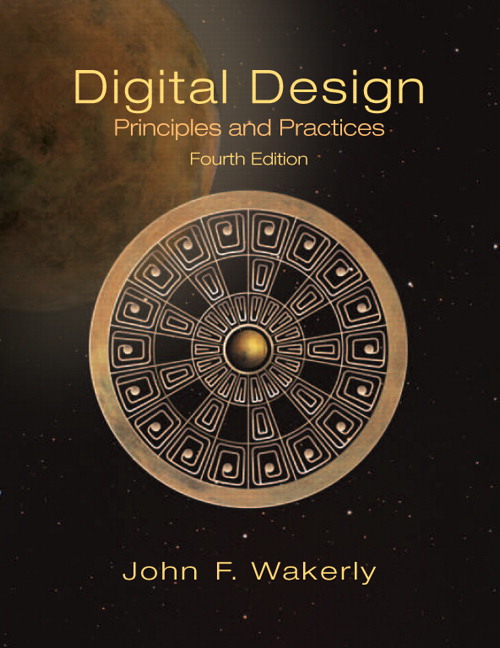 Digital Design
Principles and Practices
Fourth Edition
John F. Wakerly